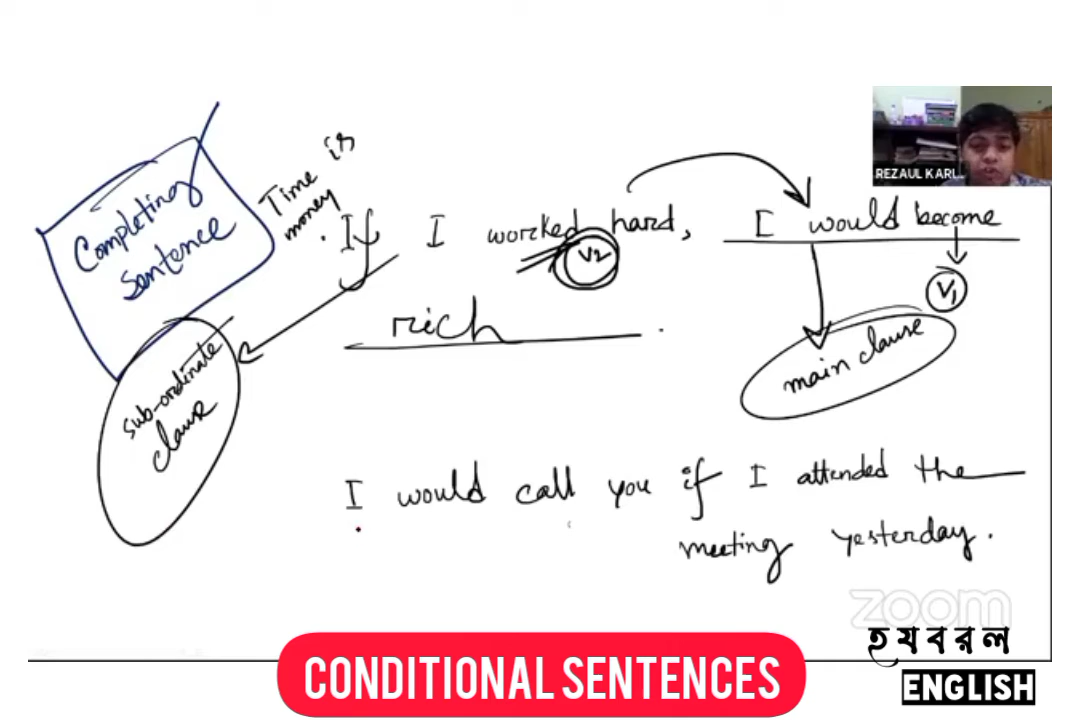 Completing
Sentence
Time is
money.
If I worked hard, I would become
V2
V1
rich.
main clause
sub-ordinate
clause
I would call you if I attended the
meeting yesterday.
REZAUL KARI...
zoom
হযবরল
ENGLISH
CONDITIONAL SENTENCES